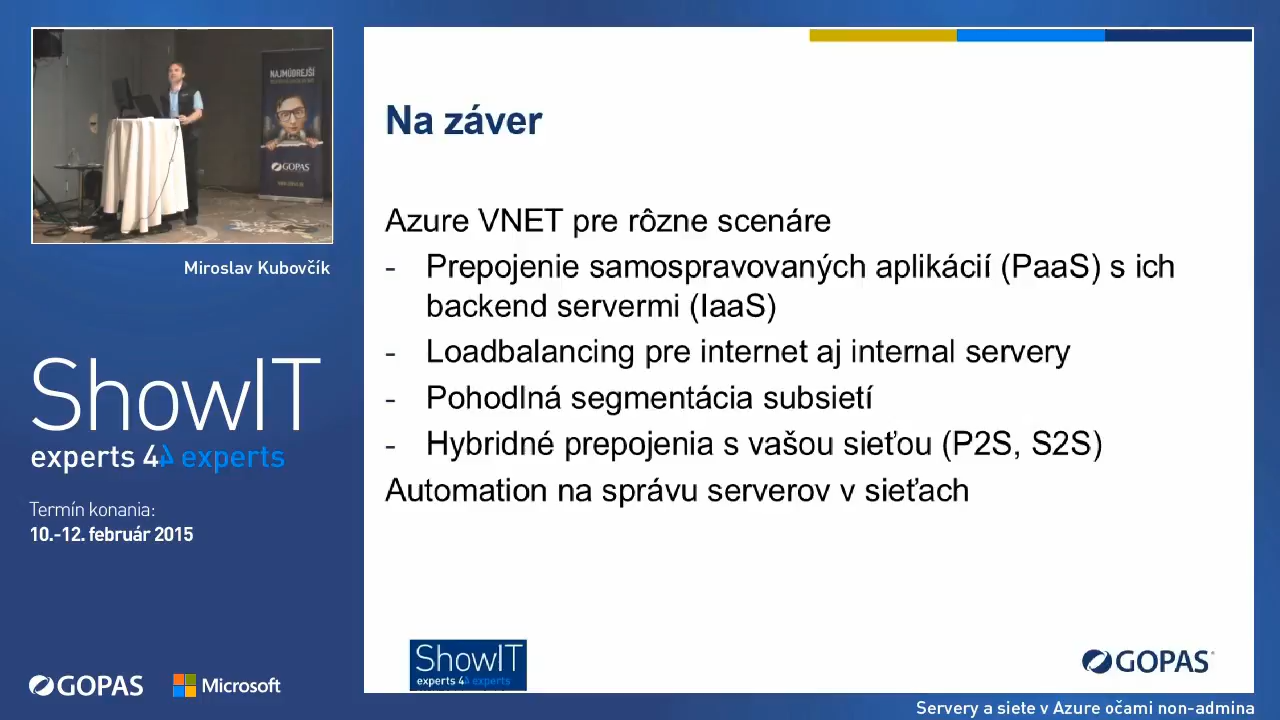 NAJMÚDREJŠÍ
GOPAS
Miroslav Kubovčík
ShowIT
experts 4 experts
Termín konania:
10.-12. február 2015
GOPAS
Microsoft
Na záver
Azure VNET pre rôzne scenáre
- Prepojenie samospravovaných aplikácií (PaaS) s ich
backend servermi (IaaS)
- Loadbalancing pre internet aj internal servery
- Pohodlná segmentácia subsietí
- Hybridné prepojenia s vašou sieťou (P2S, S2S)
Automation na správu serverov v sieťach
ShowIT
experts 4 experts
GOPAS
Servery a siete v Azure očami non-admina